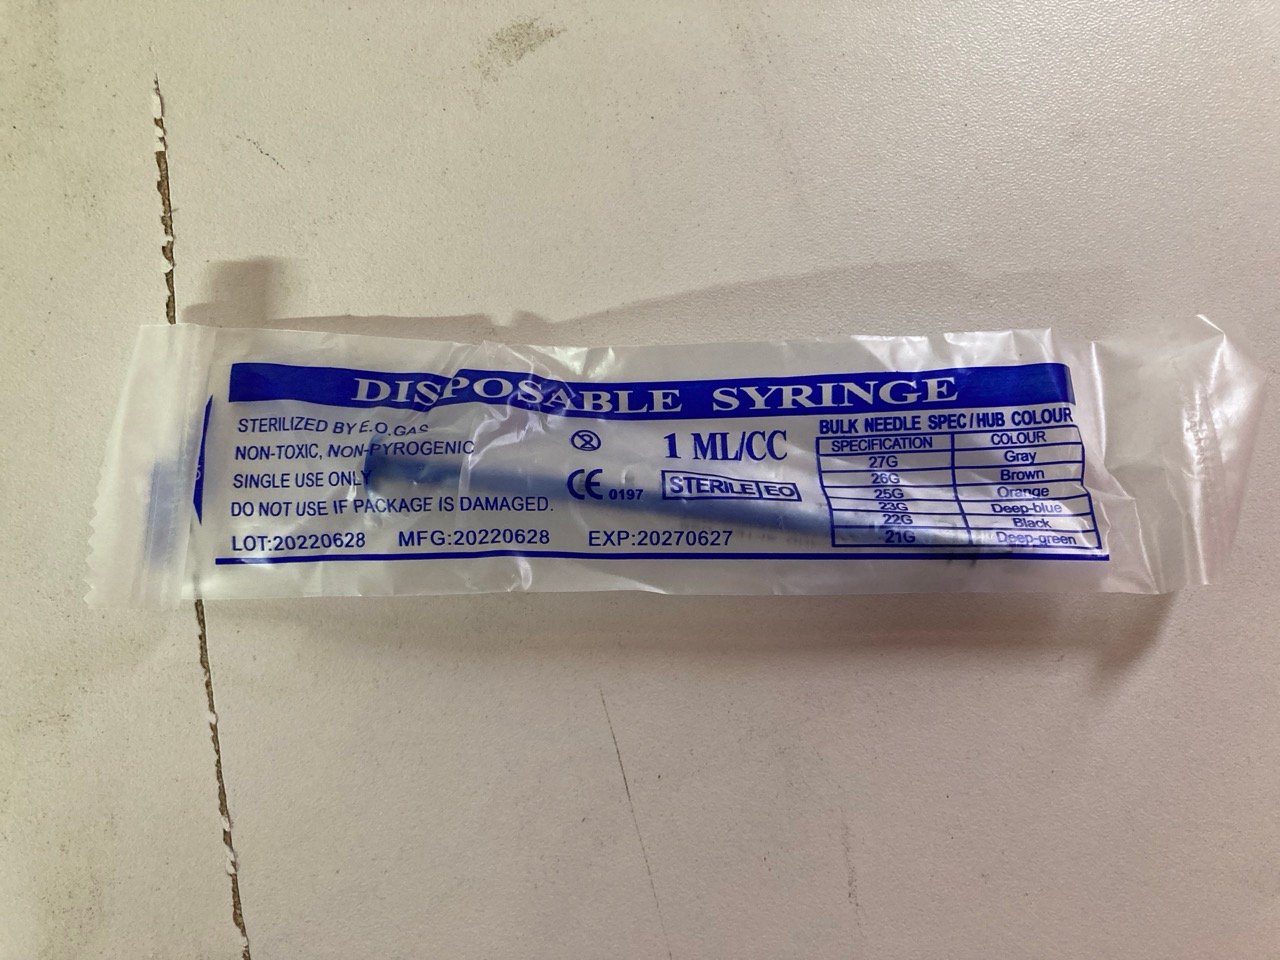 DISPOSABLE SYRINGE
STERILIZED BY E.O.GAS
NON-TOXIC, NON-PYROGENIC
SINGLE USE ONLY
DO NOT USE IF PACKAGE IS DAMAGED.
LOT:20220628 MFG:20220628 EXP:20270627
2
1 ML/CC
CE 0197 STERILE EO
BULK NEEDLE SPEC/HUB COLOUR
SPECIFICATION COLOUR
27G Gray
26G Brown
25G Orange
23G Deep-blue
22G Black
21G Deep-green